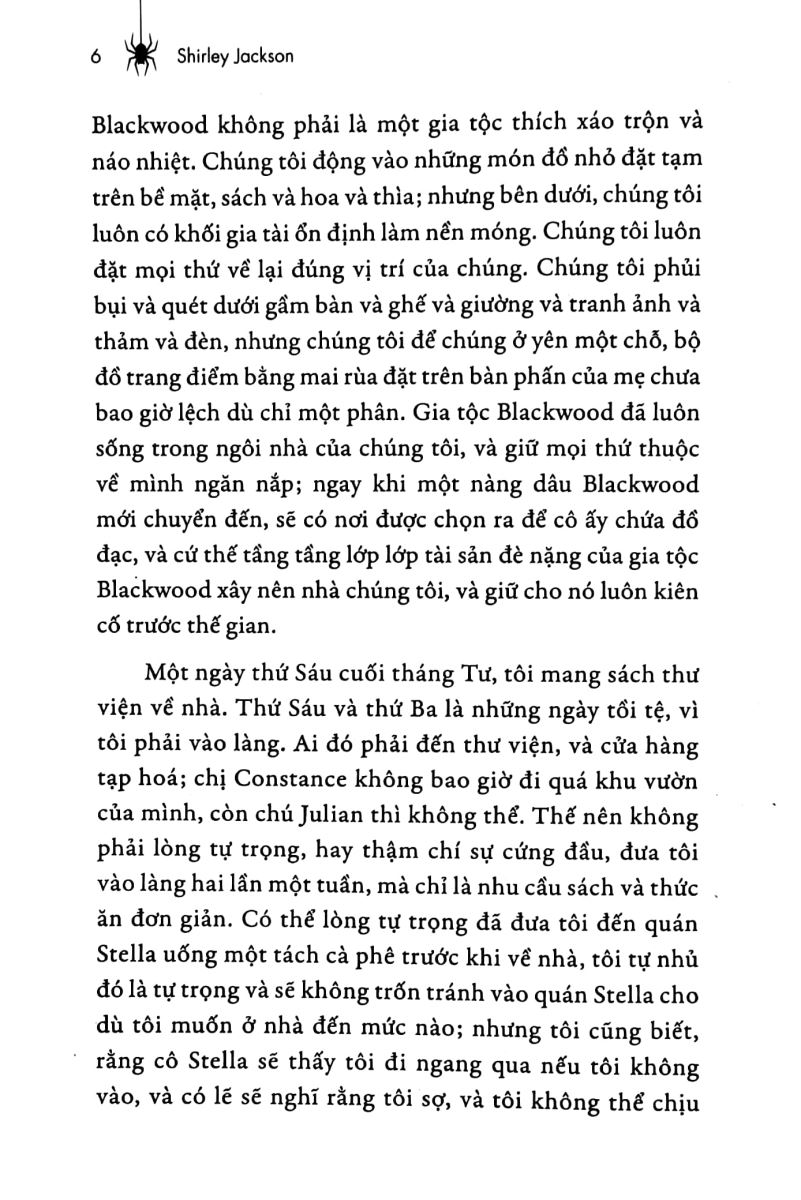 6 Shirley Jackson
Blackwood không phải là một gia tộc thích xáo trộn và
náo nhiệt. Chúng tôi động vào những món đồ nhỏ đặt tạm
trên bề mặt, sách và hoa và thìa; nhưng bên dưới, chúng tôi
luôn có khối gia tài ổn định làm nền móng. Chúng tôi luôn
đặt mọi thứ về lại đúng vị trí của chúng. Chúng tôi phủi
bụi và quét dưới gầm bàn và ghế và giường và tranh ảnh và
thảm và đèn, nhưng chúng tôi để chúng ở yên một chỗ, bộ
đồ trang điểm bằng mai rùa đặt trên bàn phấn của mẹ chưa
bao giờ lệch dù chỉ một phân. Gia tộc Blackwood đã luôn
sống trong ngôi nhà của chúng tôi, và giữ mọi thứ thuộc
về mình ngăn nắp; ngay khi một nàng dâu Blackwood
mới chuyển đến, sẽ có nơi được chọn ra để cô ấy chứa đồ
đạc, và cứ thế tầng tầng lớp lớp tài sản đè nặng của gia tộc
Blackwood xây nên nhà chúng tôi, và giữ cho nó luôn kiên
cố trước thế gian.
Một ngày thứ Sáu cuối tháng Tư, tôi mang sách thư
viện về nhà. Thứ Sáu và thứ Ba là những ngày tồi tệ, vì
tôi phải vào làng. Ai đó phải đến thư viện, và cửa hàng
tạp hoá; chị Constance không bao giờ đi quá khu vườn
của mình, còn chú Julian thì không thể. Thế nên không
phải lòng tự trọng, hay thậm chí sự cứng đầu, đưa tôi
vào làng hai lần một tuần, mà chỉ là nhu cầu sách và thức
ăn đơn giản. Có thể lòng tự trọng đã đưa tôi đến quán
Stella uống một tách cà phê trước khi về nhà, tôi tự nhủ
đó là tự trọng và sẽ không trốn tránh vào quán Stella cho
dù tôi muốn ở nhà đến mức nào; nhưng tôi cũng biết,
rằng cô Stella sẽ thấy tôi đi ngang qua nếu tôi không
vào, và có lẽ sẽ nghĩ rằng tôi sợ, và tôi không thể chịu